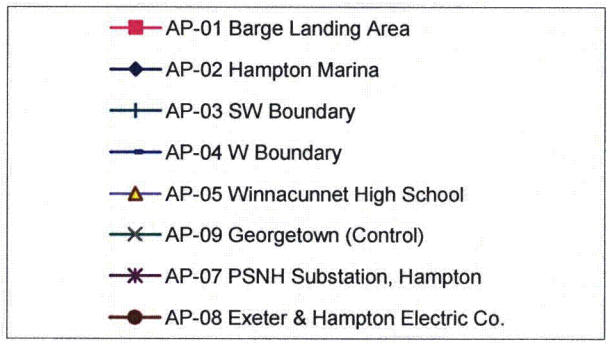 AP-01 Barge Landing Area
AP-02 Hampton Marina
AP-03 SW Boundary
AP-04 W Boundary
AP-05 Winnacunnet High School
AP-09 Georgetown (Control)
AP-07 PSNH Substation, Hampton
AP-08 Exeter & Hampton Electric Co.